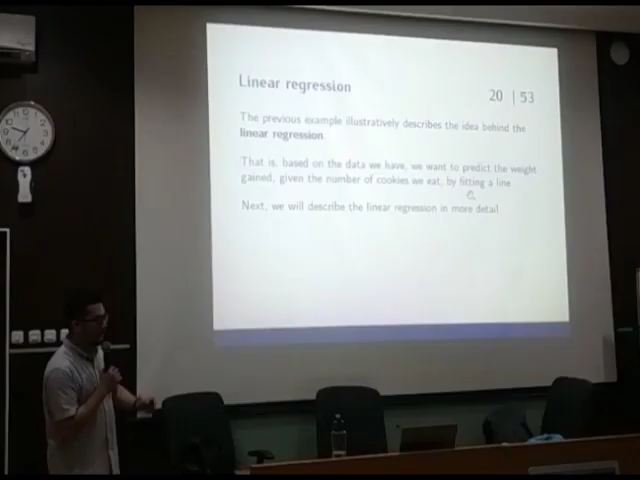 Linear regression
20 | 53
The previous example illustratively describes the idea behind the
linear regression.
That is, based on the data we have, we want to predict the weight
gained, given the number of cookies we eat, by fitting a line
Next, we will describe the linear regression in more detail